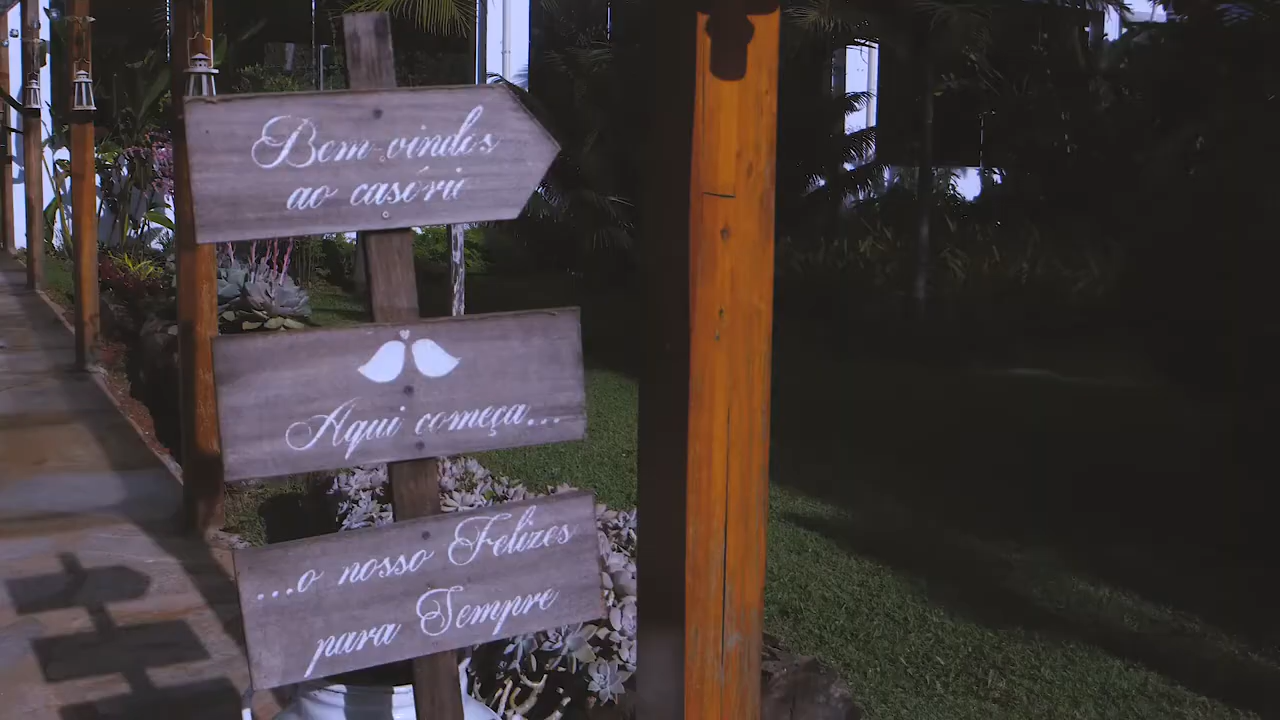 Bem-vindos
ao casório
Aqui começa...
...o nosso Felizes
para Sempre